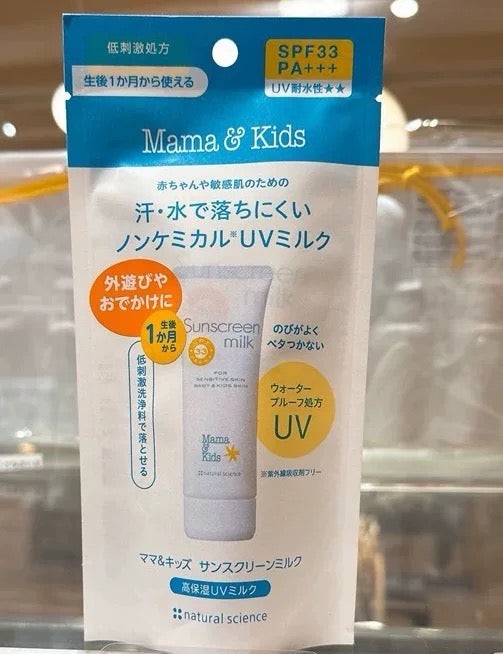 低刺激処方
生後1か月から使える
SPF33
PA+++
UV耐水性★★
Mama & Kids
赤ちゃんや敏感肌のための
汗・水で落ちにくい
ノンケミカル※UVミルク
外遊びや
おでかけに
生後
1か月
から
低刺激洗浄料で落とせる
Sunscreen
milk
33
FOR
SENSITIVE SKIN
BABY & KIDS SKIN
Mama
&
Kids
natural science
のびがよく
ベタつかない
ウォーター
プルーフ処方
UV
※紫外線吸収剤フリー
ママ&キッズ サンスクリーンミルク
高保湿UVミルク
natural science